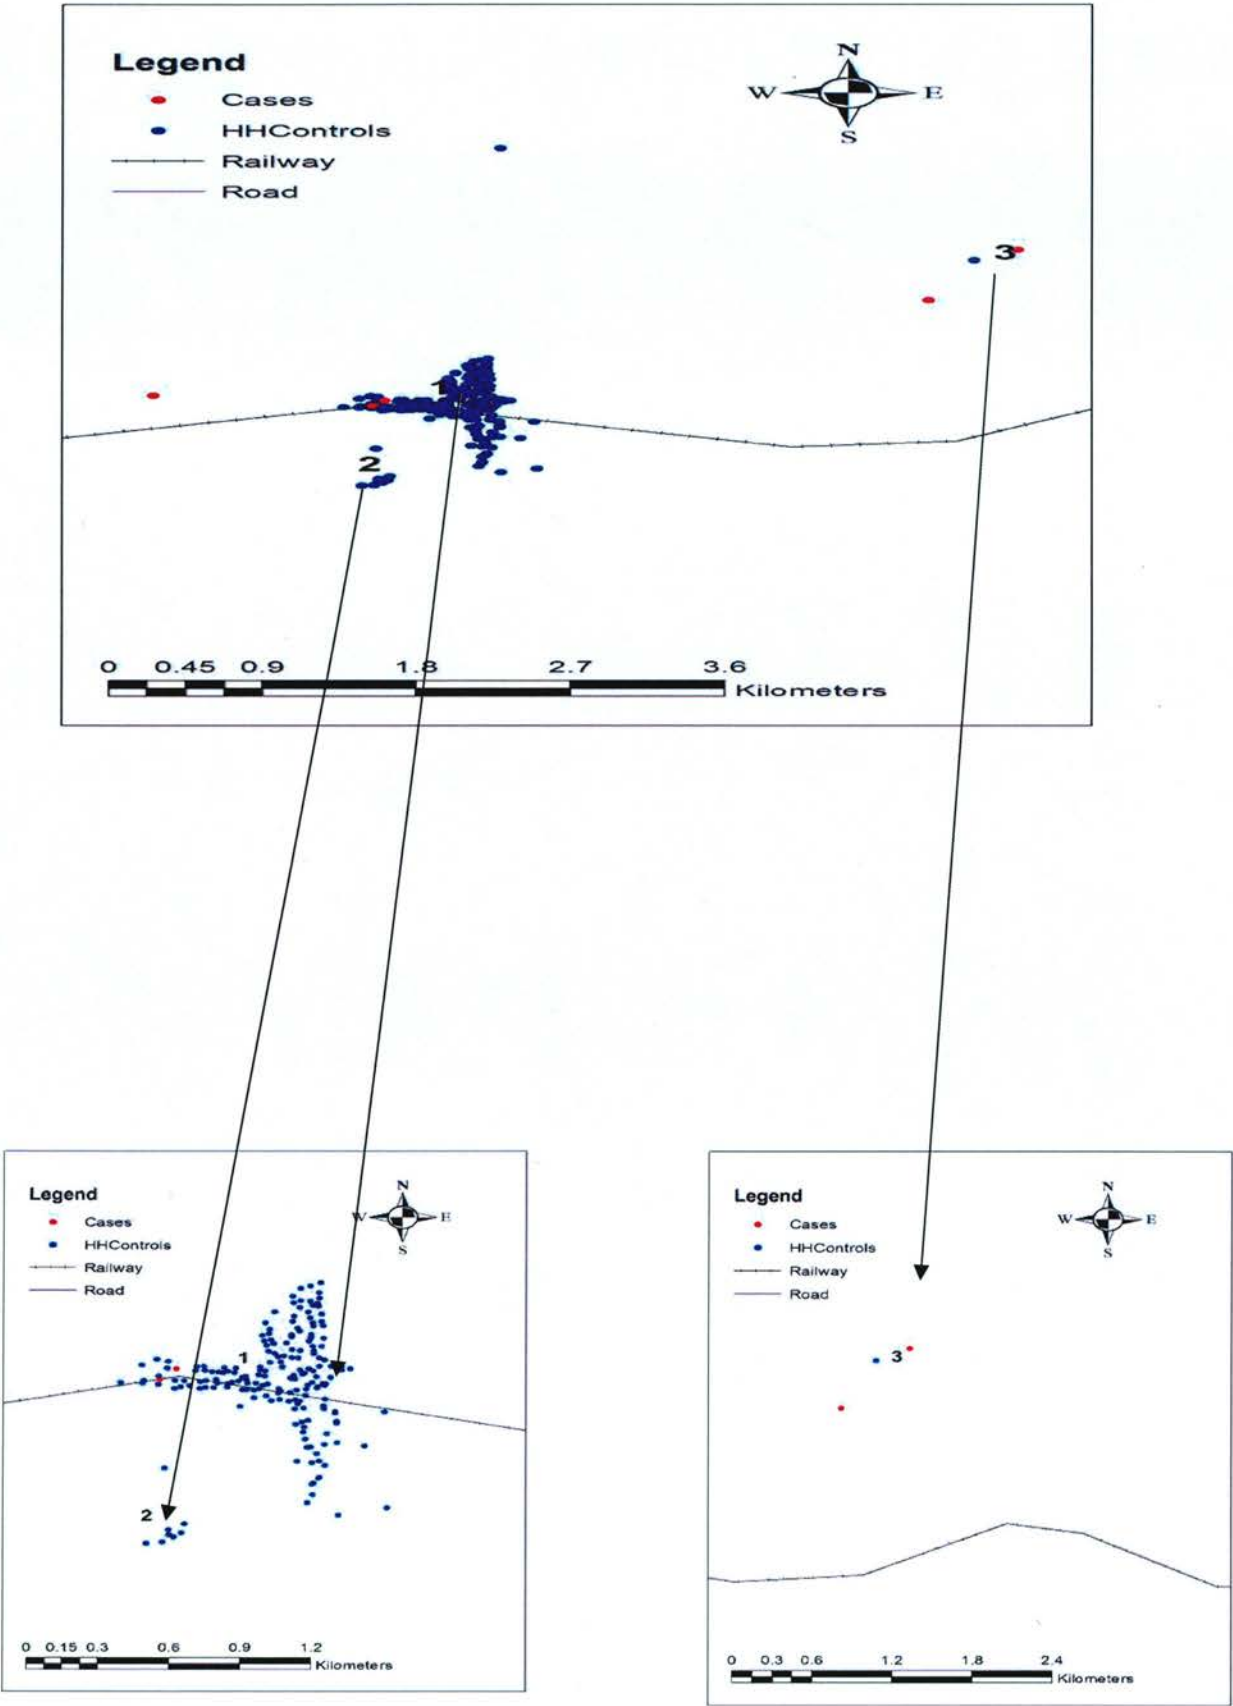 Legend
Cases
HHControls
Railway
Road
N
W E
S
3
1
2
0 0.45 0.9 1.8 2.7 3.6
Kilometers
Legend
Cases
HHControls
Railway
Road
N
W E
S
1
2
0 0.15 0.3 0.6 0.9 1.2
Kilometers
Legend
Cases
HHControls
Railway
Road
N
W E
S
3
0 0.3 0.6 1.2 1.8 2.4
Kilometers